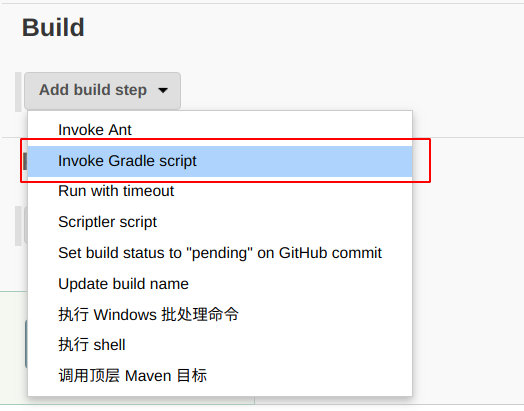 Build
Add build step
Invoke Ant
Invoke Gradle script
Run with timeout
Scriptler script
Set build status to "pending" on GitHub commit
Update build name
执行 Windows 批处理命令
执行 shell
调用顶层 Maven 目标